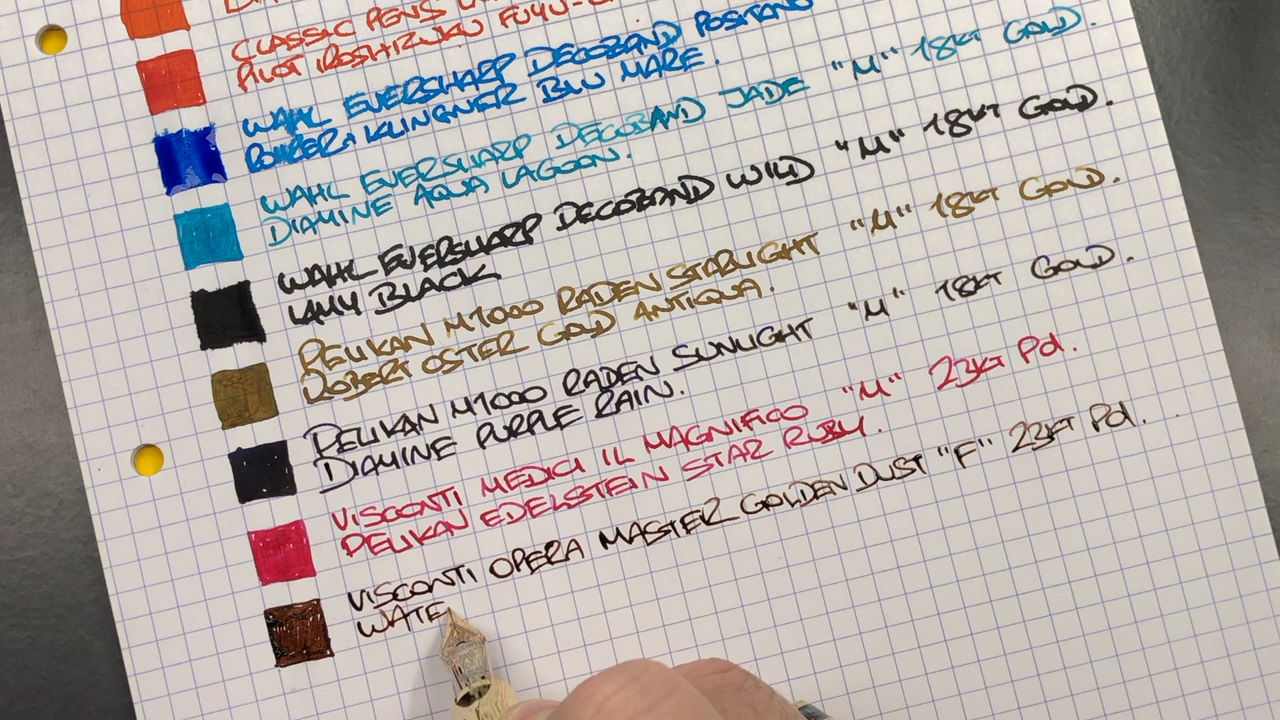 CLASSIC PENS
PILOT IROSHIZUKU FUYU-
WAHL EVERSHARP DECOBAND POSITANO
ROHRER & KLINGNER BLU MARE.
WAHL EVERSHARP DECOBAND JADE "M" 18KT GOLD.
DIAMINE AQUA LAGOON.
WAHL EVERSHARP DECOBAND WILD "M" 18KT GOLD.
LAMY BLACK
PELIKAN M1000 RADEN STARLIGHT "M" 18KT GOLD.
ROBERT OSTER GOLD ANTIQUA.
PELIKAN M1000 RADEN SUNLIGHT "M" 18KT GOLD.
DIAMINE PURPLE RAIN.
VISCONTI MEDICI IL MAGNIFICO "M" 23KT Pd.
PELIKAN EDELSTEIN STAR RUBY.
VISCONTI OPERA MASTER GOLDEN DUST "F" 23KT Pd.
WATE